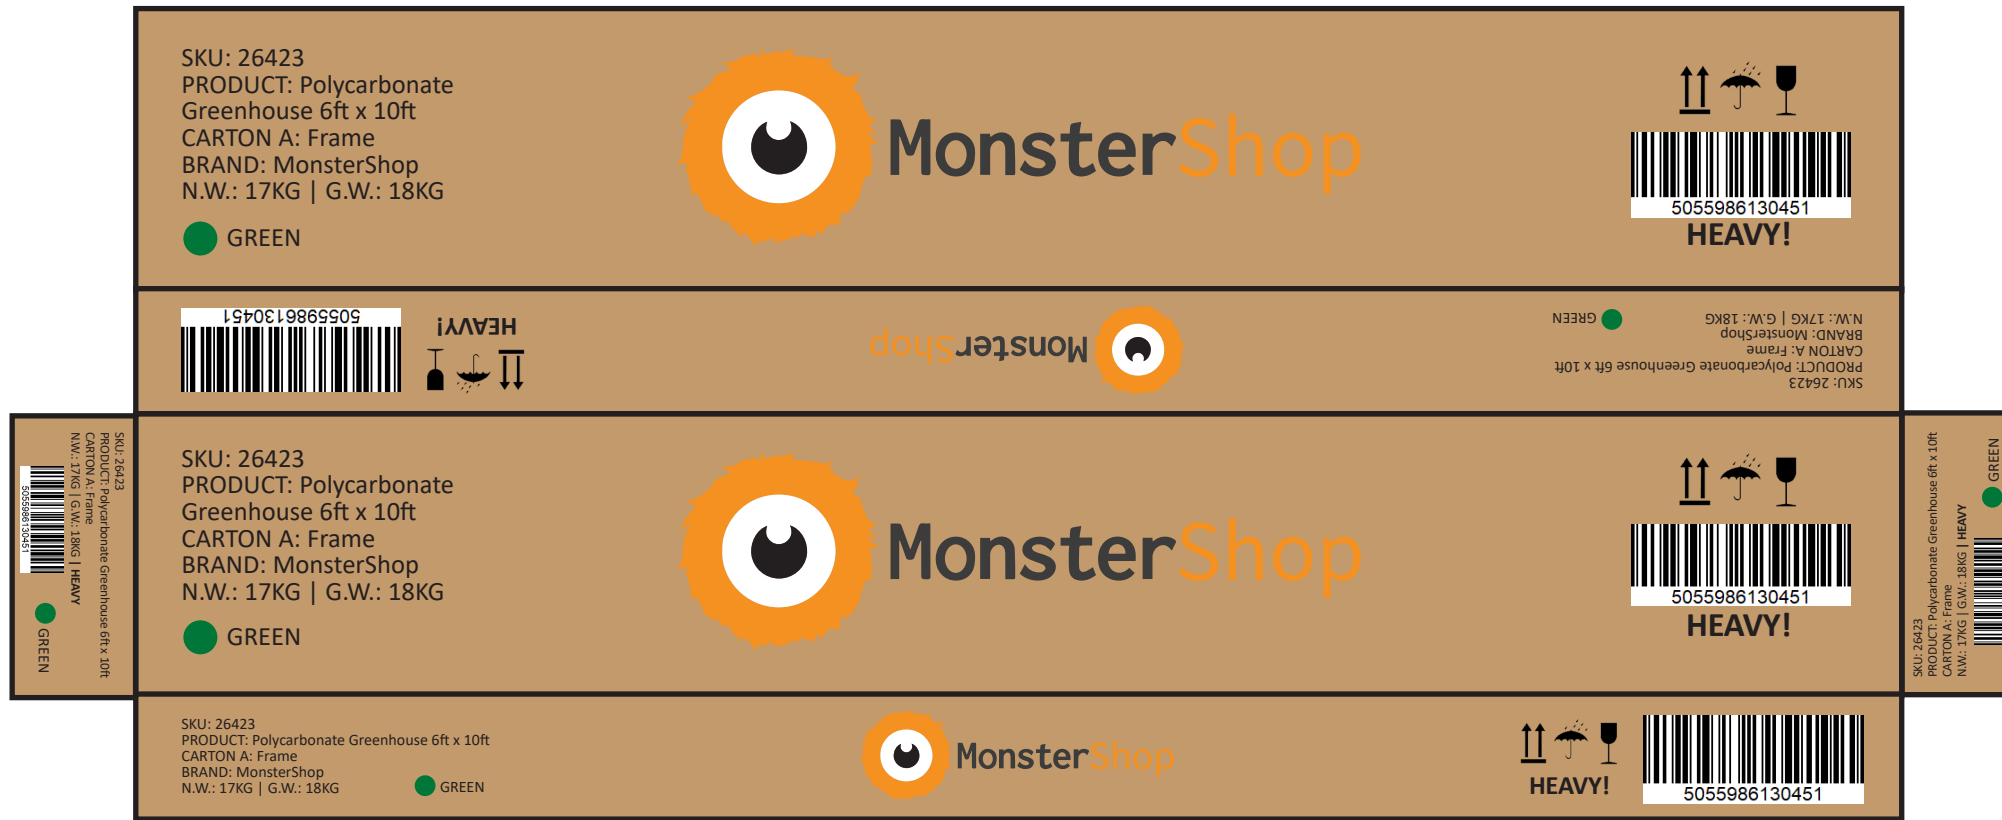 SKU: 26423
PRODUCT: Polycarbonate
Greenhouse 6ft x 10ft
CARTON A: Frame
BRAND: MonsterShop
N.W.: 17KG | G.W.: 18KG
GREEN
MonsterShop
5055986130451
HEAVY!
5055986130451
HEAVY!
MonsterShop
SKU: 26423
PRODUCT: Polycarbonate Greenhouse 6ft x 10ft
CARTON A: Frame
BRAND: MonsterShop
N.W.: 17KG | G.W.: 18KG
GREEN
SKU: 26423
PRODUCT: Polycarbonate Greenhouse 6ft x 10ft
CARTON A: Frame
N.W.: 17KG | G.W.: 18KG | HEAVY
5055986130451
GREEN
SKU: 26423
PRODUCT: Polycarbonate
Greenhouse 6ft x 10ft
CARTON A: Frame
BRAND: MonsterShop
N.W.: 17KG | G.W.: 18KG
GREEN
MonsterShop
5055986130451
HEAVY!
SKU: 26423
PRODUCT: Polycarbonate Greenhouse 6ft x 10ft
CARTON A: Frame
N.W.: 17KG | G.W.: 18KG | HEAVY
GREEN
SKU: 26423
PRODUCT: Polycarbonate Greenhouse 6ft x 10ft
CARTON A: Frame
BRAND: MonsterShop
N.W.: 17KG | G.W.: 18KG
GREEN
MonsterShop
HEAVY!
5055986130451